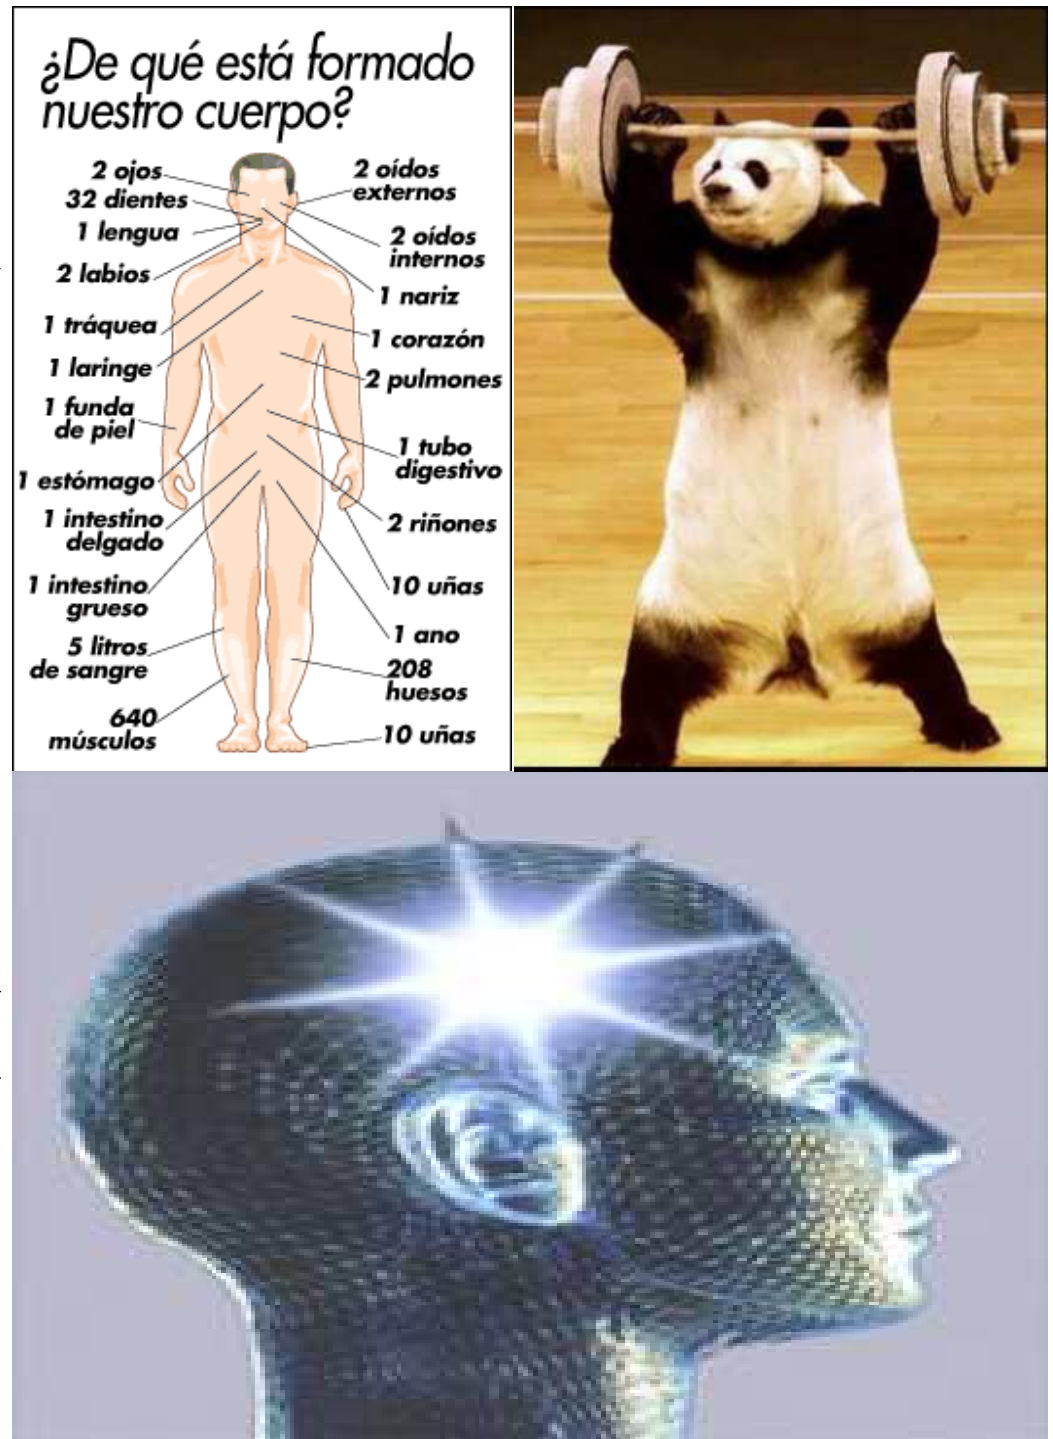 ¿De qué está formado
nuestro cuerpo?
2 ojos
32 dientes
1 lengua
2 labios
1 tráquea
1 laringe
1 funda
de piel
1 estómago
1 intestino
delgado
1 intestino
grueso
5 litros
de sangre
640
músculos
2 oídos
externos
2 oídos
internos
1 nariz
1 corazón
2 pulmones
1 tubo
digestivo
2 riñones
10 uñas
1 ano
208
huesos
10 uñas